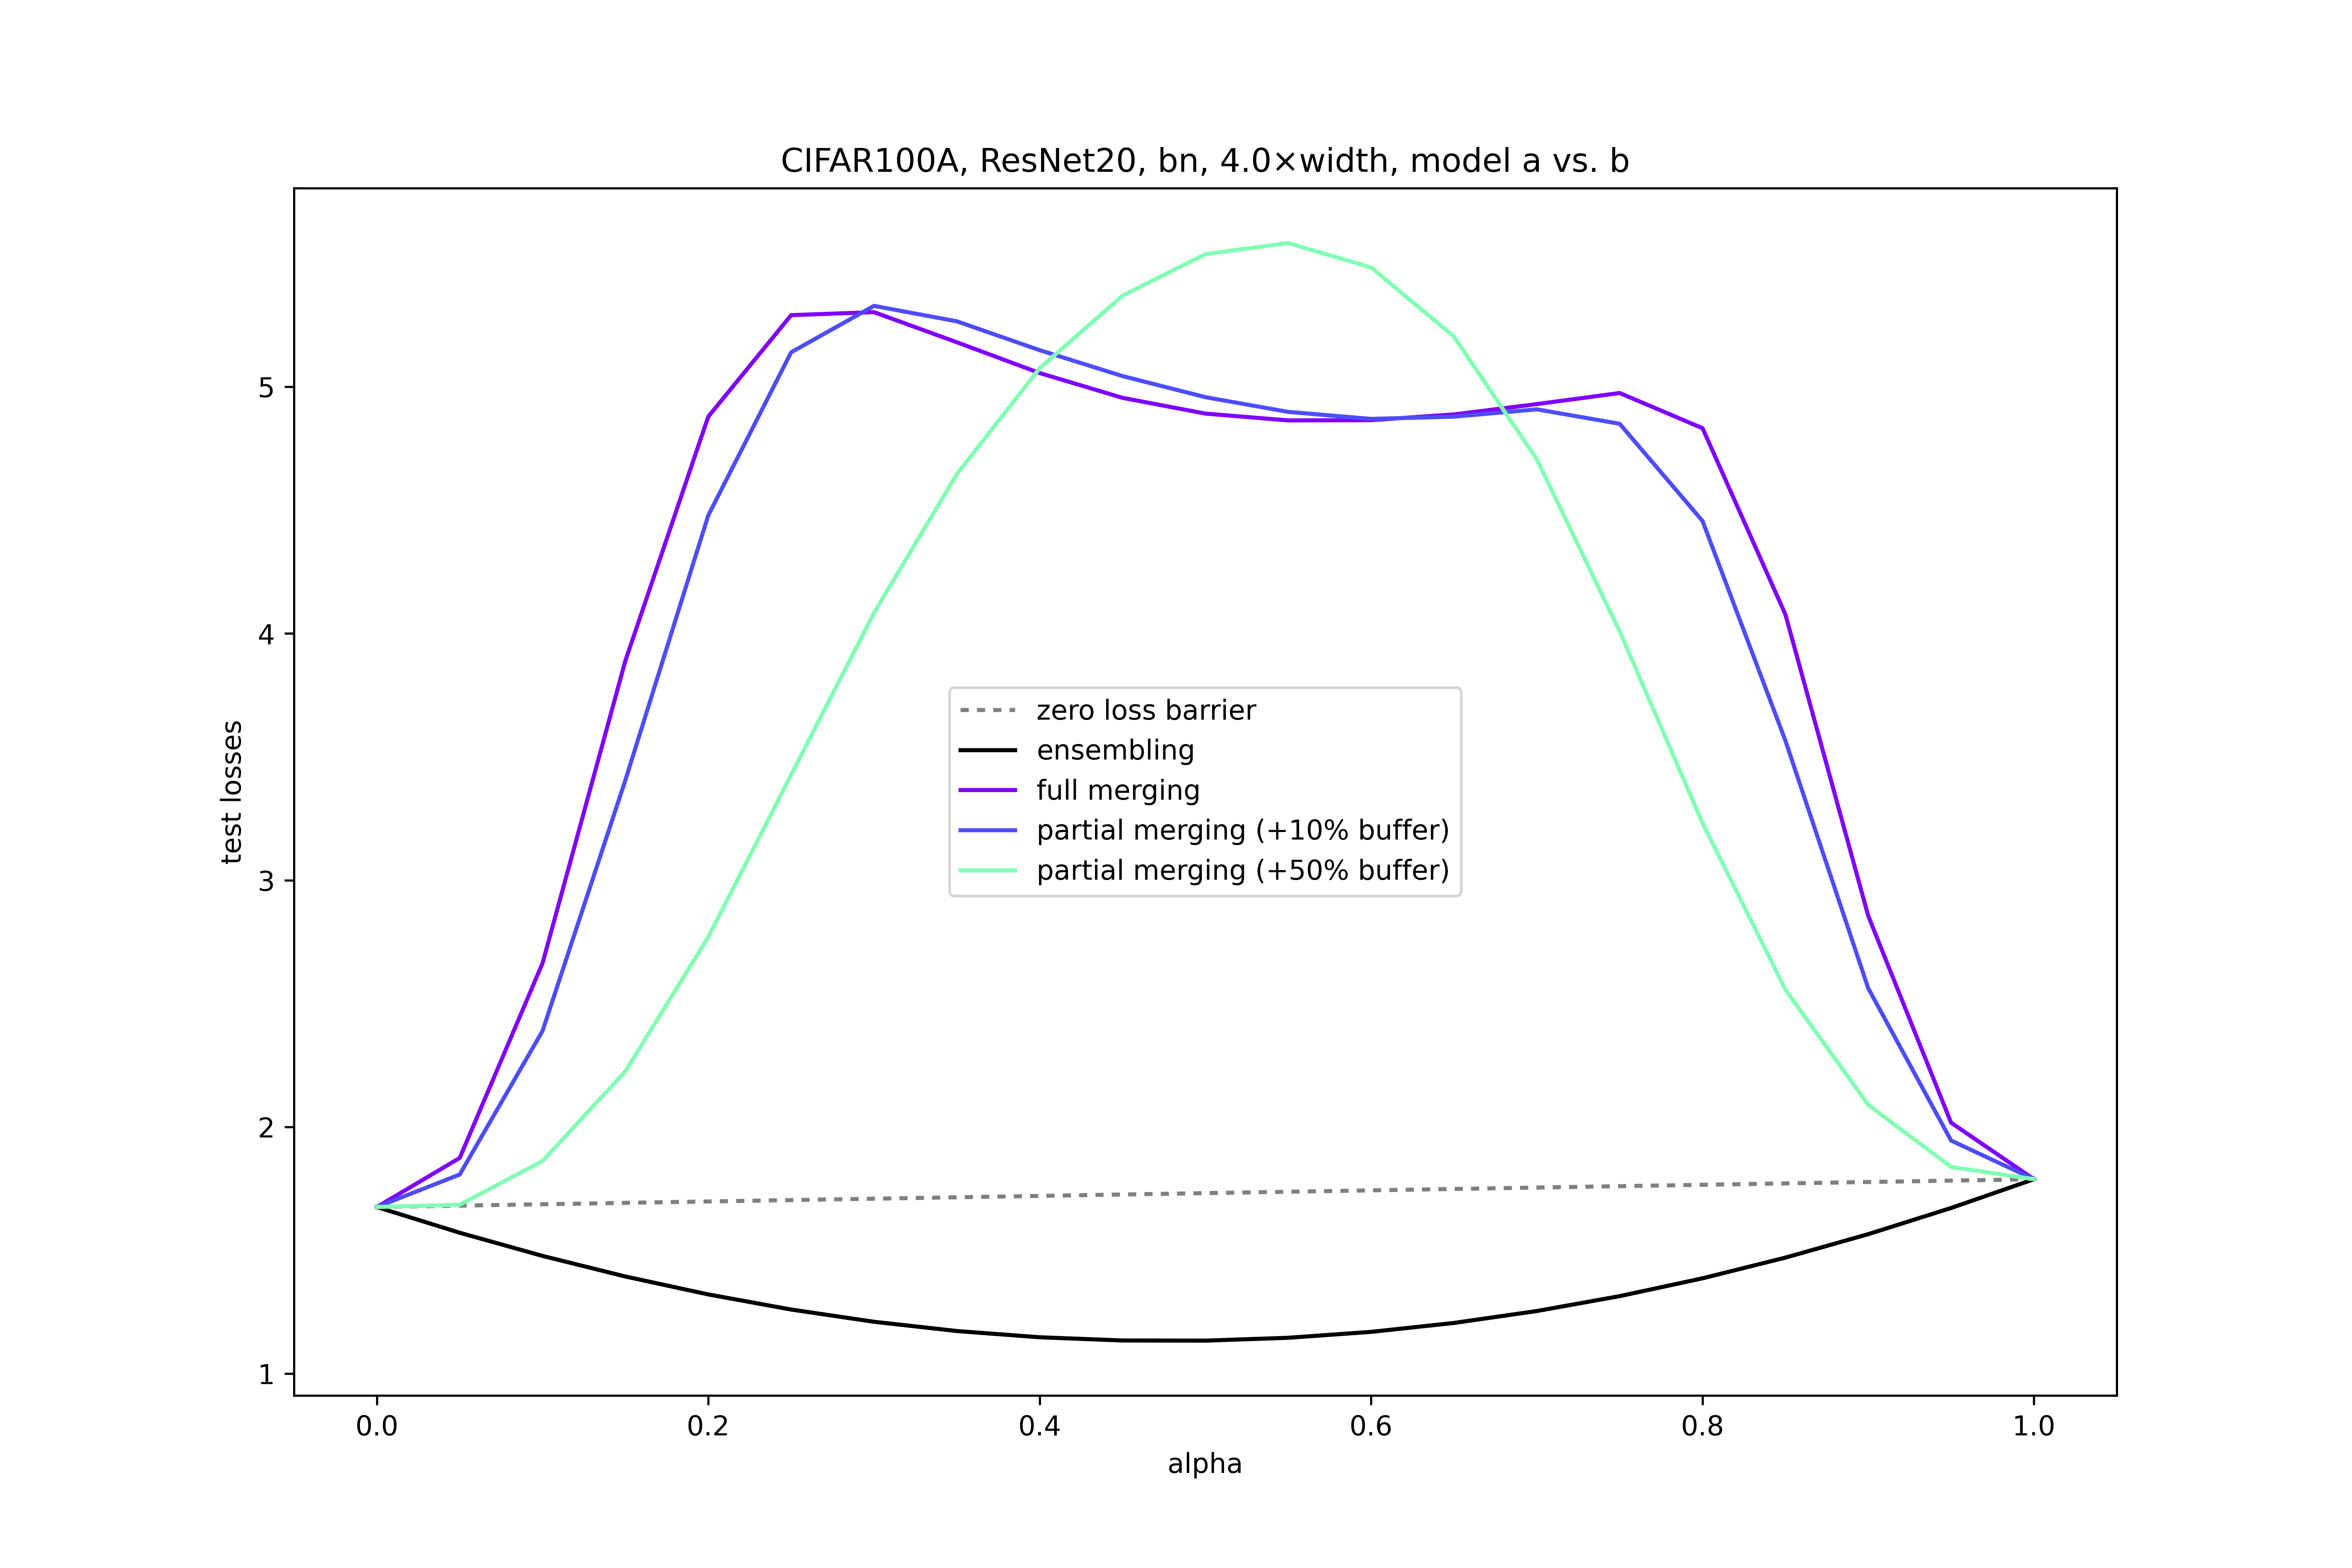 CIFAR100A, ResNet20, bn, 4.0×width, model a vs. b
test losses
5
4
3
2
1
zero loss barrier
ensembling
full merging
partial merging (+10% buffer)
partial merging (+50% buffer)
0.0 0.2 0.4 0.6 0.8 1.0
alpha